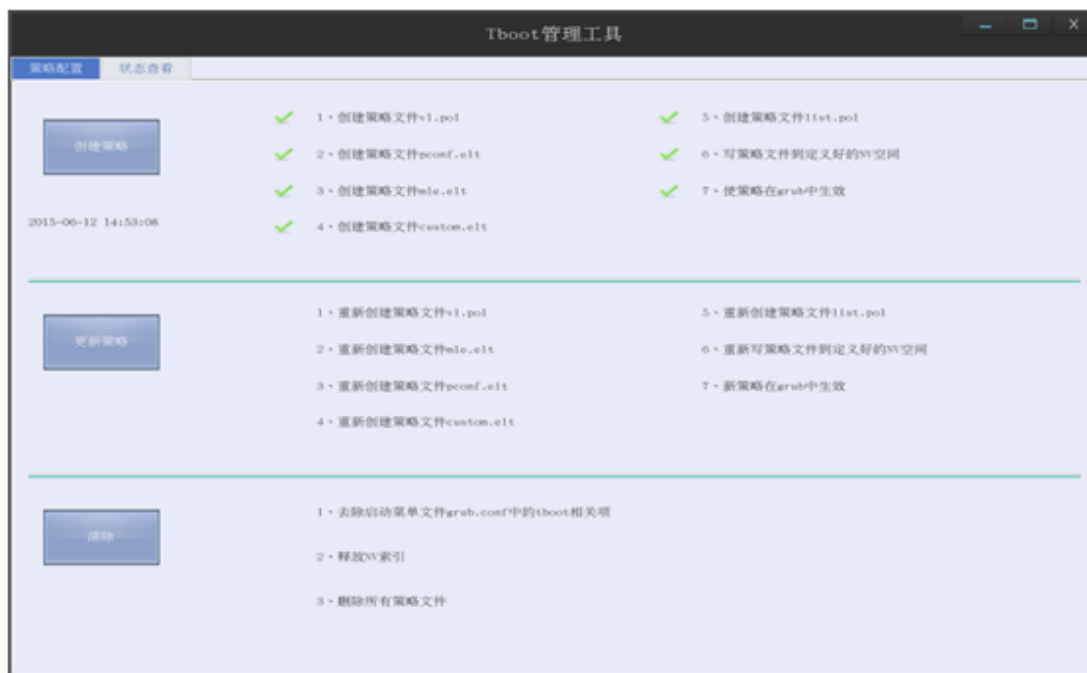 Tboot管理工具
策略配置 状态查看
创建策略
2015-06-12 14:53:08
1、创建策略文件v1.pol
2、创建策略文件pconf.elt
3、创建策略文件mle.elt
4、创建策略文件custom.elt
5、创建策略文件list.pol
6、写策略文件到定义好的NV空间
7、使策略在grub中生效
更新策略
1、重新创建策略文件v1.pol
2、重新创建策略文件mle.elt
3、重新创建策略文件pconf.elt
4、重新创建策略文件custom.elt
5、重新创建策略文件list.pol
6、重新写策略文件到定义好的NV空间
7、新策略在grub中生效
清除
1、去除启动菜单文件grub.conf中的tboot相关项
2、释放NV索引
3、删除所有策略文件